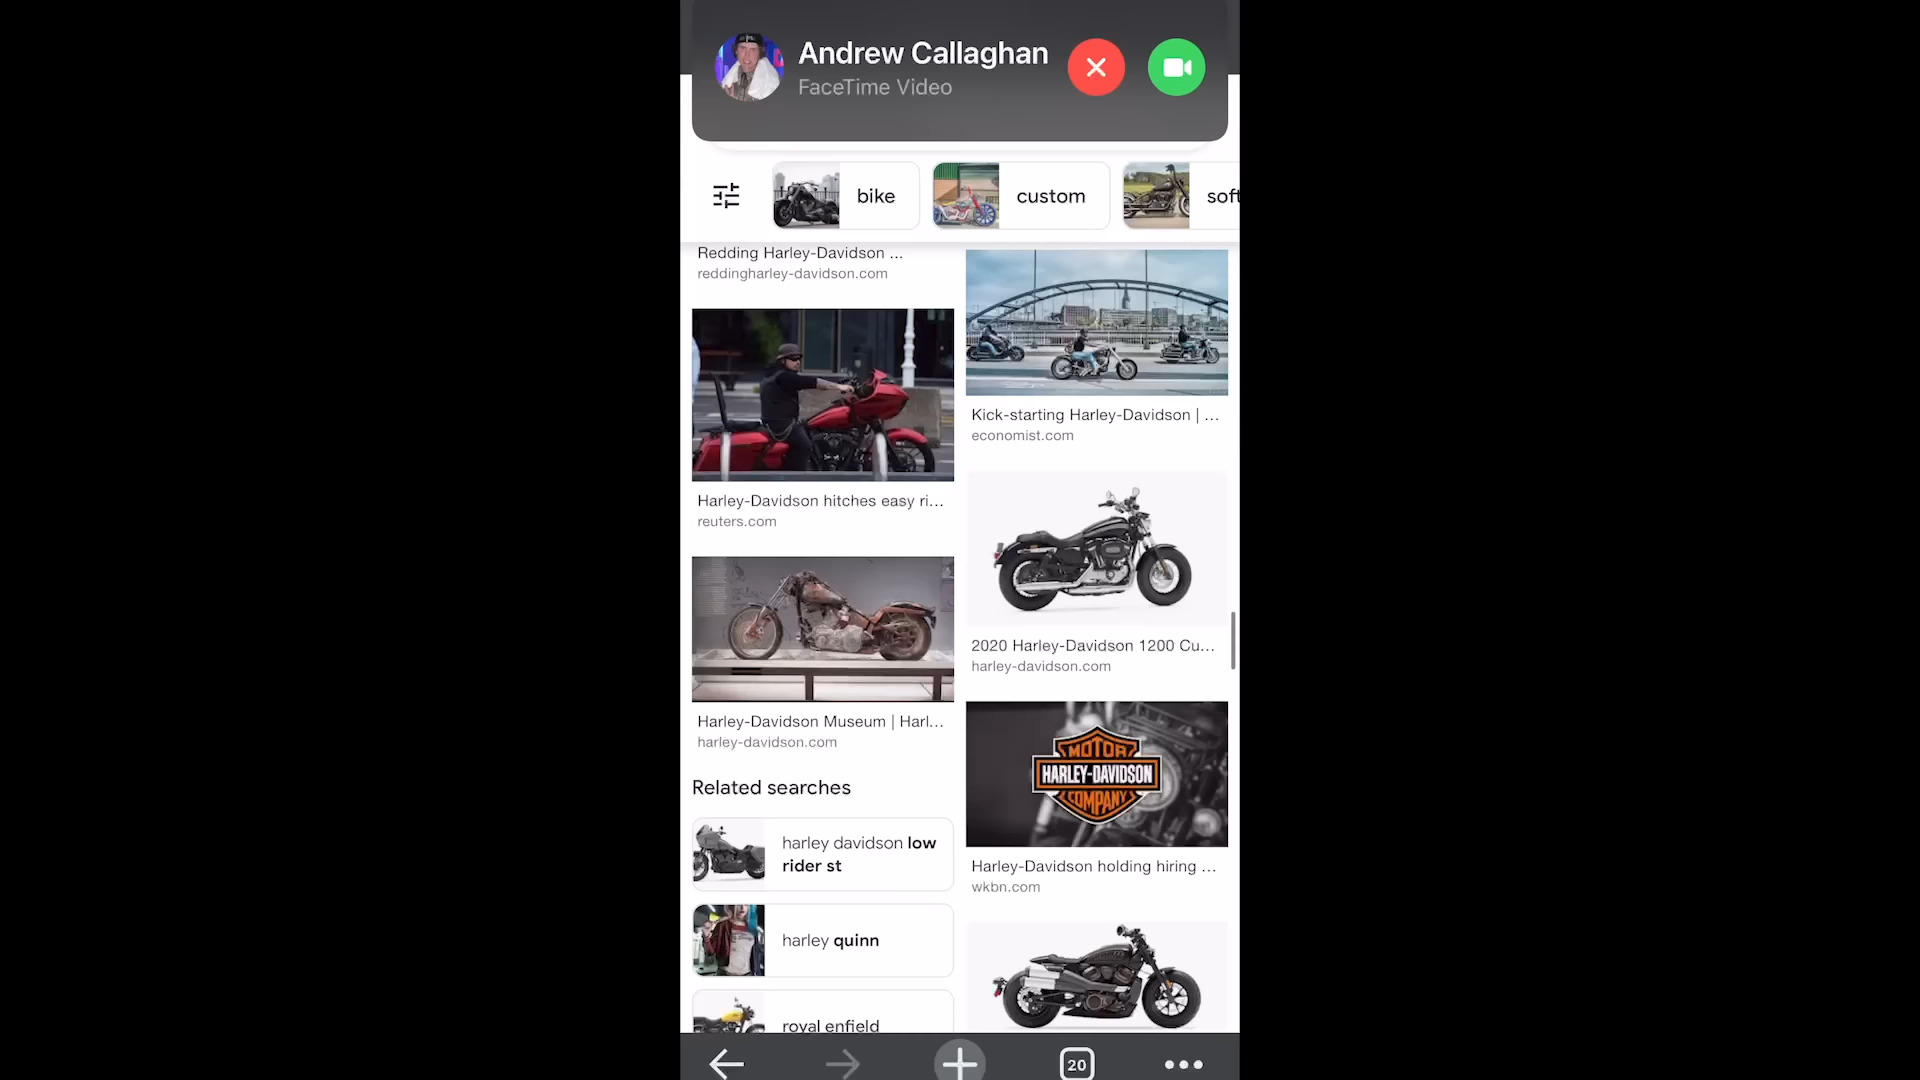 Andrew Callaghan
FaceTime Video
bike
custom
soft
Redding Harley-Davidson ...
reddingharley-davidson.com
Harley-Davidson hitches easy ri...
reuters.com
Harley-Davidson Museum | Harl...
harley-davidson.com
Related searches
harley davidson low
rider st
harley quinn
royal enfield
Kick-starting Harley-Davidson | ...
economist.com
2020 Harley-Davidson 1200 Cu...
harley-davidson.com
MOTOR
HARLEY-DAVIDSON
COMPANY
Harley-Davidson holding hiring ...
wkbn.com
20